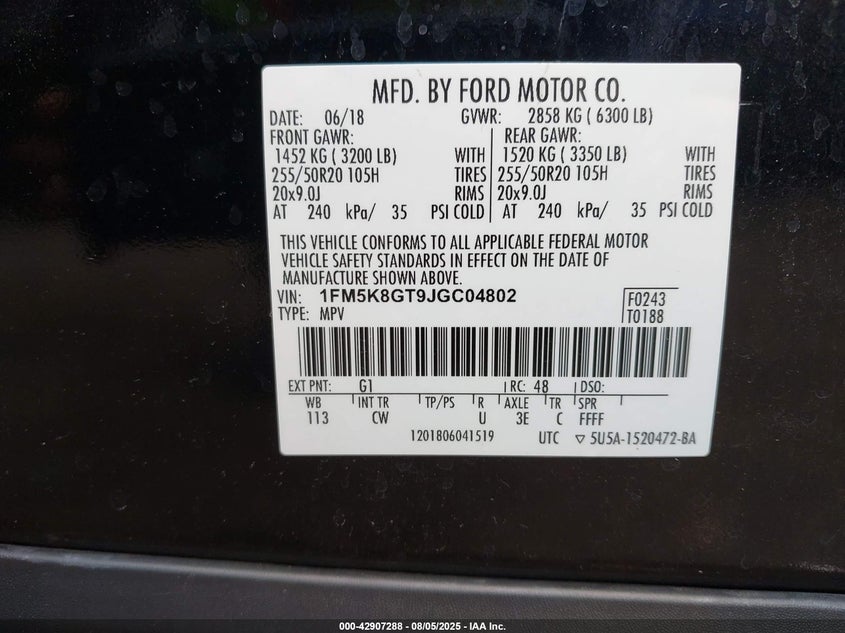 MFD. BY FORD MOTOR CO.
DATE: 06/18 GVWR: 2858 KG ( 6300 LB)
FRONT GAWR: REAR GAWR:
1452 KG ( 3200 LB) WITH 1520 KG ( 3350 LB) WITH
255/50R20 105H TIRES 255/50R20 105H TIRES
20x9.0J RIMS 20x9.0J RIMS
AT 240 kPa/ 35 PSI COLD AT 240 kPa/ 35 PSI COLD
THIS VEHICLE CONFORMS TO ALL APPLICABLE FEDERAL MOTOR
VEHICLE SAFETY STANDARDS IN EFFECT ON THE DATE OF
MANUFACTURE SHOWN ABOVE.
VIN: 1FM5K8GT9JGC04802 F0243
TYPE: MPV T0188
EXT PNT: G1 RC: 48 DSO:
WB INT TR TP/PS R AXLE TR SPR
113 CW U 3E C FFFF
1201806041519 UTC ▽ 5U5A-1520472-BA
000-42907288 - 08/05/2025 - IAA Inc.